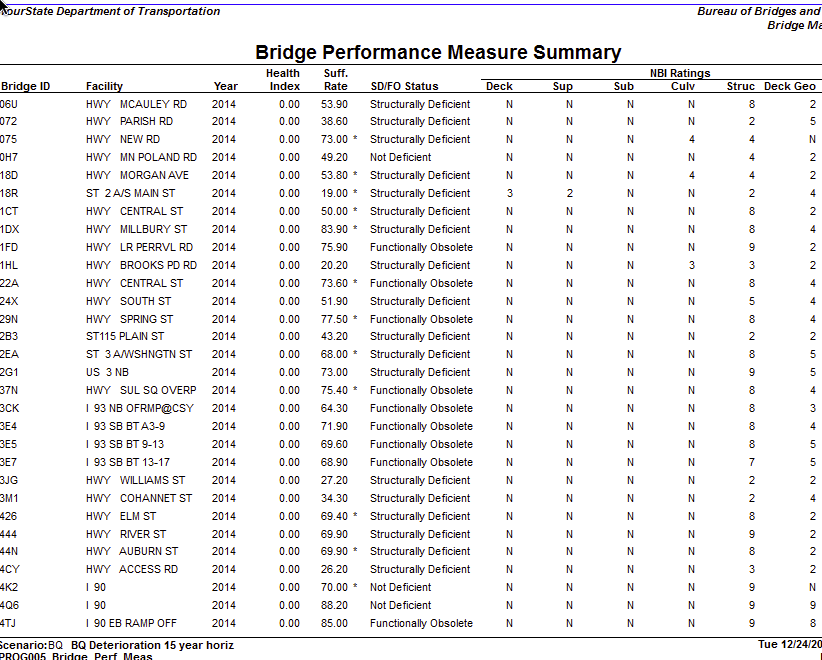 ourState Department of Transportation Bureau of Bridges and
Bridge Ma
Bridge Performance Measure Summary
Health Suff. NBI Ratings
Bridge ID Facility Year Index Rate SD/FO Status Deck Sup Sub Culv Struc Deck Geo
06U HWY MCAULEY RD 2014 0.00 53.90 Structurally Deficient N N N N 8 2
072 HWY PARISH RD 2014 0.00 38.60 Structurally Deficient N N N N 2 5
075 HWY NEW RD 2014 0.00 73.00 * Structurally Deficient N N N 4 4 N
0H7 HWY MN POLAND RD 2014 0.00 49.20 Not Deficient N N N N 4 2
18D HWY MORGAN AVE 2014 0.00 53.80 * Structurally Deficient N N N 4 4 2
18R ST 2 A/S MAIN ST 2014 0.00 19.00 * Structurally Deficient 3 2 N N 2 4
1CT HWY CENTRAL ST 2014 0.00 50.00 * Structurally Deficient N N N N 8 2
1DX HWY MILLBURY ST 2014 0.00 83.90 * Structurally Deficient N N N N 8 4
1FD HWY LR PERRVL RD 2014 0.00 75.90 Functionally Obsolete N N N N 9 2
1HL HWY BROOKS PD RD 2014 0.00 20.20 Structurally Deficient N N N 3 3 2
22A HWY CENTRAL ST 2014 0.00 73.60 * Functionally Obsolete N N N N 8 4
24X HWY SOUTH ST 2014 0.00 51.90 Structurally Deficient N N N N 5 4
29N HWY SPRING ST 2014 0.00 77.50 * Functionally Obsolete N N N N 8 4
2B3 ST115 PLAIN ST 2014 0.00 43.20 Structurally Deficient N N N N 2 2
2EA ST 3 A/WSHNGTN ST 2014 0.00 68.00 * Structurally Deficient N N N N 8 5
2G1 US 3 NB 2014 0.00 73.00 Structurally Deficient N N N N 9 5
37N HWY SUL SQ OVERP 2014 0.00 75.40 * Functionally Obsolete N N N N 8 4
3CK I 93 NB OFRMP@CSY 2014 0.00 64.30 Functionally Obsolete N N N N 8 3
3E4 I 93 SB BT A3-9 2014 0.00 71.90 Functionally Obsolete N N N N 8 4
3E5 I 93 SB BT 9-13 2014 0.00 69.60 Functionally Obsolete N N N N 8 5
3E7 I 93 SB BT 13-17 2014 0.00 68.90 Functionally Obsolete N N N N 7 5
3JG HWY WILLIAMS ST 2014 0.00 27.20 Structurally Deficient N N N N 2 2
3M1 HWY COHANNET ST 2014 0.00 34.30 Structurally Deficient N N N N 2 4
426 HWY ELM ST 2014 0.00 69.40 * Structurally Deficient N N N N 8 2
444 HWY RIVER ST 2014 0.00 69.90 Structurally Deficient N N N N 9 2
44N HWY AUBURN ST 2014 0.00 69.90 * Structurally Deficient N N N N 8 2
4CY HWY ACCESS RD 2014 0.00 26.20 Structurally Deficient N N N N 3 2
4K2 I 90 2014 0.00 70.00 * Not Deficient N N N N 9 N
4Q6 I 90 2014 0.00 88.20 Not Deficient N N N N 9 9
4TJ I 90 EB RAMP OFF 2014 0.00 85.00 Functionally Obsolete N N N N 9 8
Scenario:BQ BQ Deterioration 15 year horiz Tue 12/24/20
PROG005_Bridge_Perf_Meas